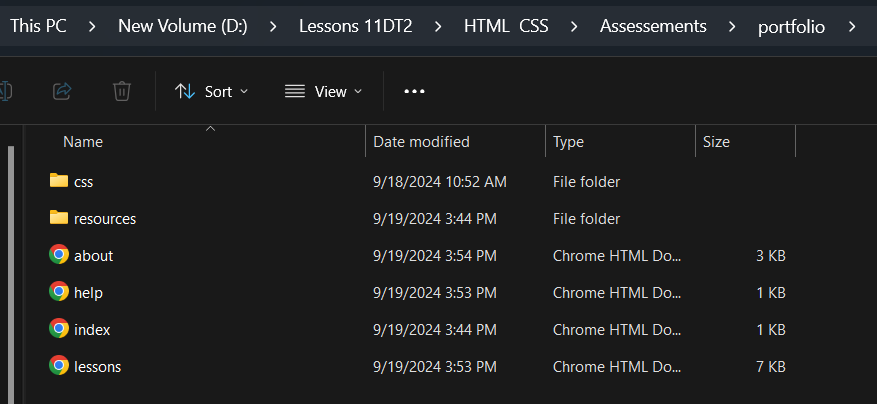 This PC > New Volume (D:) > Lessons 11DT2 > HTML CSS > Assessements > portfolio >
Sort View ...
Name Date modified Type Size
css 9/18/2024 10:52 AM File folder
resources 9/19/2024 3:44 PM File folder
about 9/19/2024 3:54 PM Chrome HTML Do... 3 KB
help 9/19/2024 3:53 PM Chrome HTML Do... 1 KB
index 9/19/2024 3:44 PM Chrome HTML Do... 1 KB
lessons 9/19/2024 3:53 PM Chrome HTML Do... 7 KB